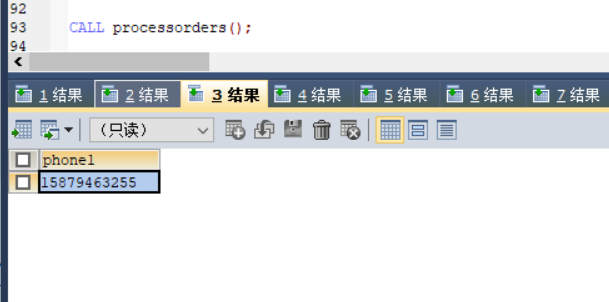 92
93 CALL processorders();
94
1 结果 2 结果 3 结果 4 结果 5 结果 6 结果 7 结果
(只读)
phone1
15879463255